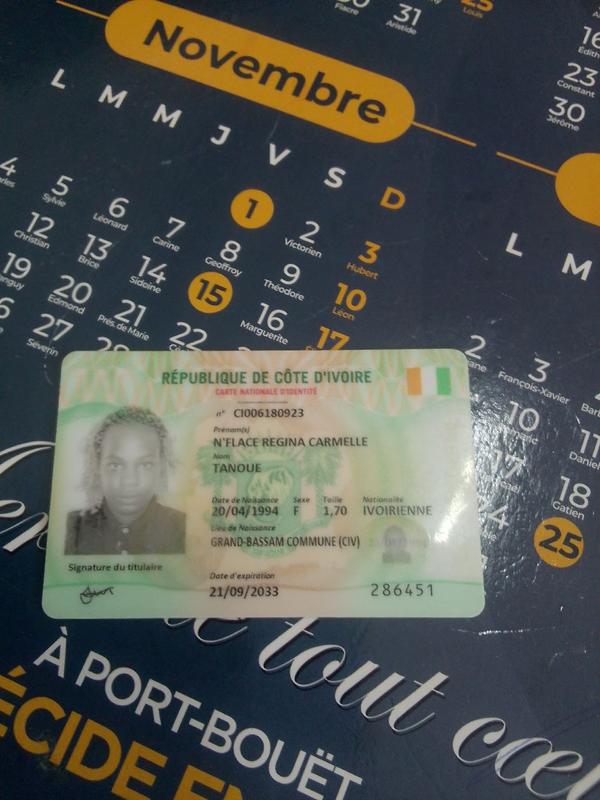 31
Aristide
Louis
23
Constant
30
Jérôme
Novembre
L M M J V S D
L M
1
2
Victorien
3
Hubert
4
5
Sylvie
6
Léonard
7
Carine
8
Geoffroy
9
Théodore
10
Léon
12
Christian
13
Brice
14
Sidoine
15
16
Marguerite
17
19
Tanguy
20
Edmond
21
Prés. de Marie
22
27
Séverin
28
3
François-Xavier
10
11
Daniel
18
Gatien
25
RÉPUBLIQUE DE CÔTE D'IVOIRE
CARTE NATIONALE D'IDENTITÉ
n° CI006180923
Prénom(s)
N'FLACE REGINA CARMELLE
Nom
TANOUE
Date de Naissance Sexe Taille Nationalité
20/04/1994 F 1,70 IVOIRIENNE
Lieu de Naissance
GRAND-BASSAM COMMUNE (CIV)
Signature du titulaire
Date d'expiration
21/09/2033
286451
tout cœ
À PORT-BOUËT